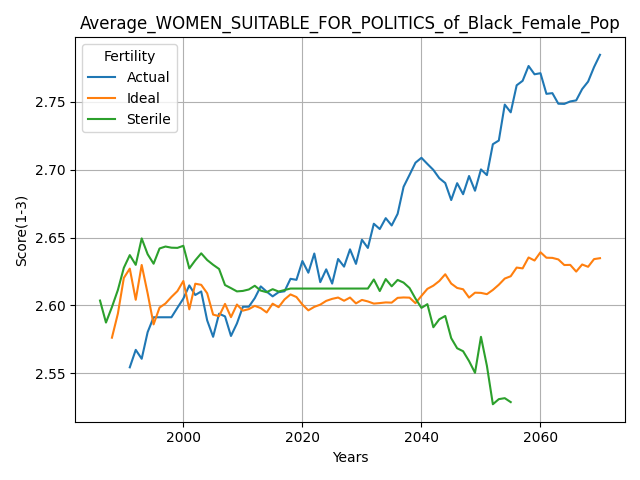 Average_WOMEN_SUITABLE_FOR_POLITICS_of_Black_Female_Pop
Fertility
Actual
Ideal
Sterile
Score(1-3)
2.75
2.70
2.65
2.60
2.55
2000 2020 2040 2060
Years